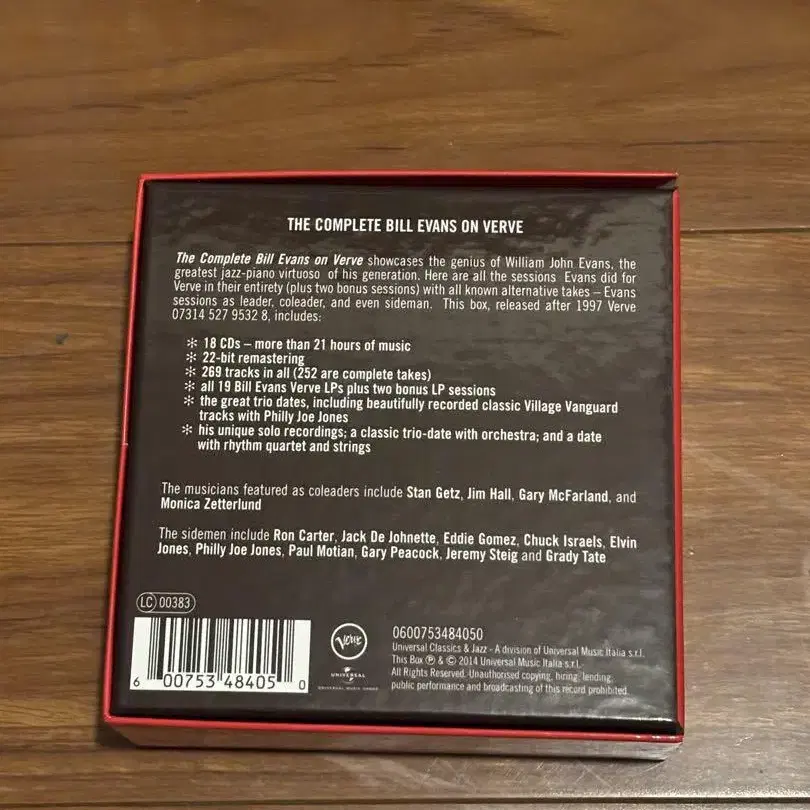 THE COMPLETE BILL EVANS ON VERVE
The Complete Bill Evans on Verve showcases the genius of William John Evans, the
greatest jazz-piano virtuoso of his generation. Here are all the sessions Evans did for
Verve in their entirety (plus two bonus sessions) with all known alternative takes – Evans
sessions as leader, coleader, and even sideman. This box, released after 1997 Verve
07314 527 9532 8, includes:
✻ 18 CDs – more than 21 hours of music
✻ 22-bit remastering
✻ 269 tracks in all (252 are complete takes)
✻ all 19 Bill Evans Verve LPs plus two bonus LP sessions
✻ the great trio dates, including beautifully recorded classic Village Vanguard
tracks with Philly Joe Jones
✻ his unique solo recordings; a classic trio-date with orchestra; and a date
with rhythm quartet and strings
The musicians featured as coleaders include Stan Getz, Jim Hall, Gary McFarland, and
Monica Zetterlund
The sidemen include Ron Carter, Jack De Johnette, Eddie Gomez, Chuck Israels, Elvin
Jones, Philly Joe Jones, Paul Motian, Gary Peacock, Jeremy Steig and Grady Tate
LC 00383
6 00753 48405 0
Verve
UNIVERSAL
UNIVERSAL MUSIC GROUP
0600753484050
Universal Classics & Jazz - A division of Universal Music Italia s.r.l.
This Box ℗ & © 2014 Universal Music Italia s.r.l.
All Rights Reserved. Unauthorised copying, hiring, lending,
public performance and broadcasting of this record prohibited.